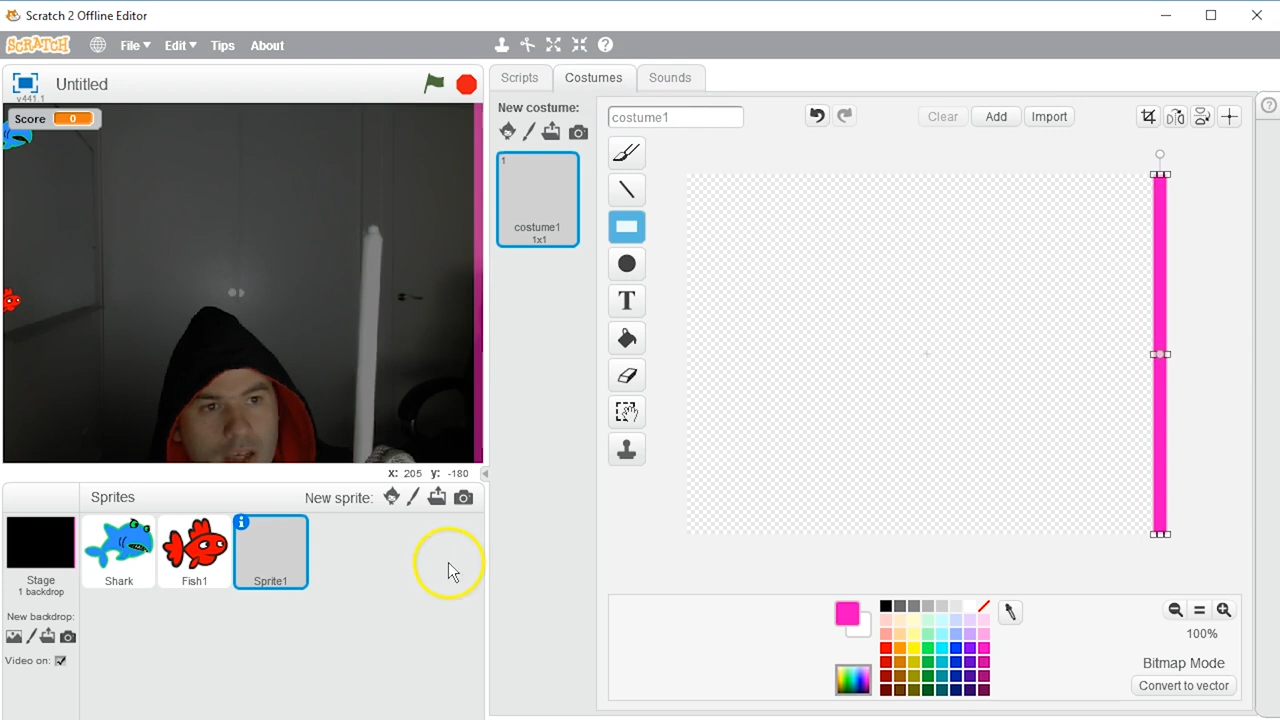 Scratch 2 Offline Editor
SCRATCH File Edit Tips About
v441.1 Untitled
Score 0
x: 205 y: -180
Sprites New sprite:
Shark Fish1 Sprite1
Stage
1 backdrop
New backdrop:
Video on:
Scripts Costumes Sounds
New costume:
costume1
Clear Add Import
1
costume1
1x1
T
100%
Bitmap Mode
Convert to vector